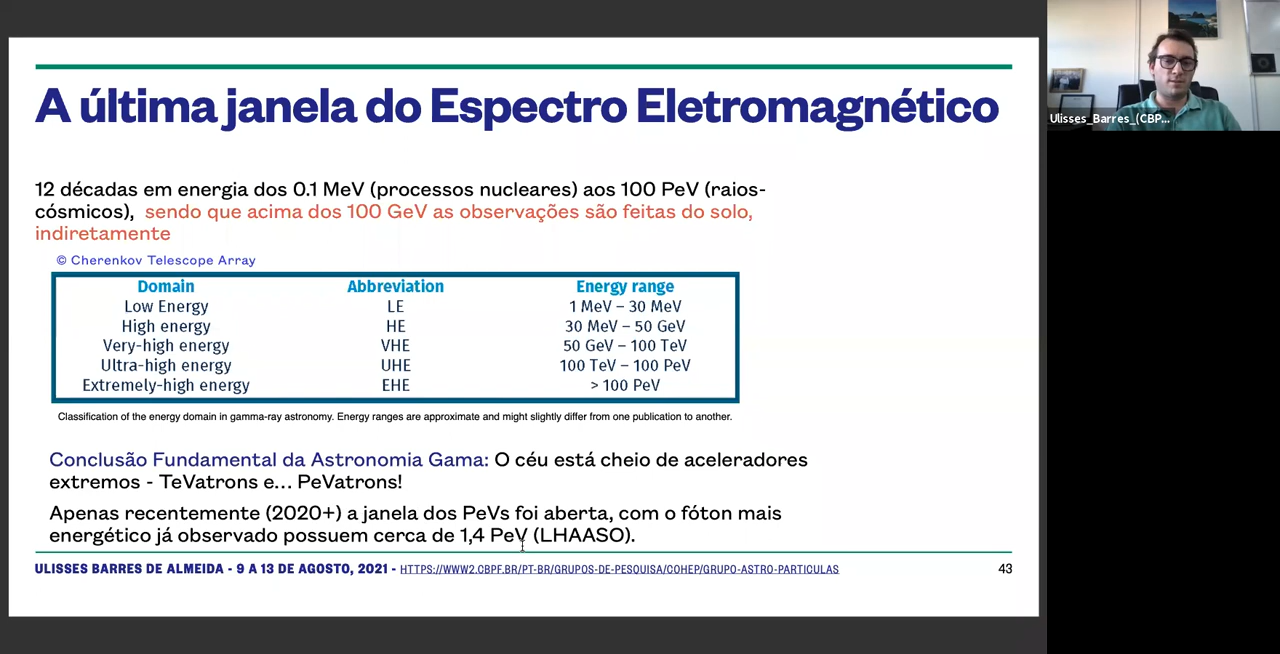 A última janela do Espectro Eletromagnético
12 décadas em energia dos 0.1 MeV (processos nucleares) aos 100 PeV (raios-
cósmicos), sendo que acima dos 100 GeV as observações são feitas do solo,
indiretamente
© Cherenkov Telescope Array
Domain Abbreviation Energy range
Low Energy LE 1 MeV – 30 MeV
High energy HE 30 MeV – 50 GeV
Very-high energy VHE 50 GeV – 100 TeV
Ultra-high energy UHE 100 TeV – 100 PeV
Extremely-high energy EHE > 100 PeV
Classification of the energy domain in gamma-ray astronomy. Energy ranges are approximate and might slightly differ from one publication to another.
Conclusão Fundamental da Astronomia Gama: O céu está cheio de aceleradores
extremos - TeVatrons e... PeVatrons!
Apenas recentemente (2020+) a janela dos PeVs foi aberta, com o fóton mais
energético já observado possuem cerca de 1,4 PeV (LHAASO).
ULISSES BARRES DE ALMEIDA - 9 A 13 DE AGOSTO, 2021 - HTTPS://WWW2.CBPF.BR/PT-BR/GRUPOS-DE-PESQUISA/COHEP/GRUPO-ASTRO-PARTICULAS
43
Ulisses_Barres_(CBP...